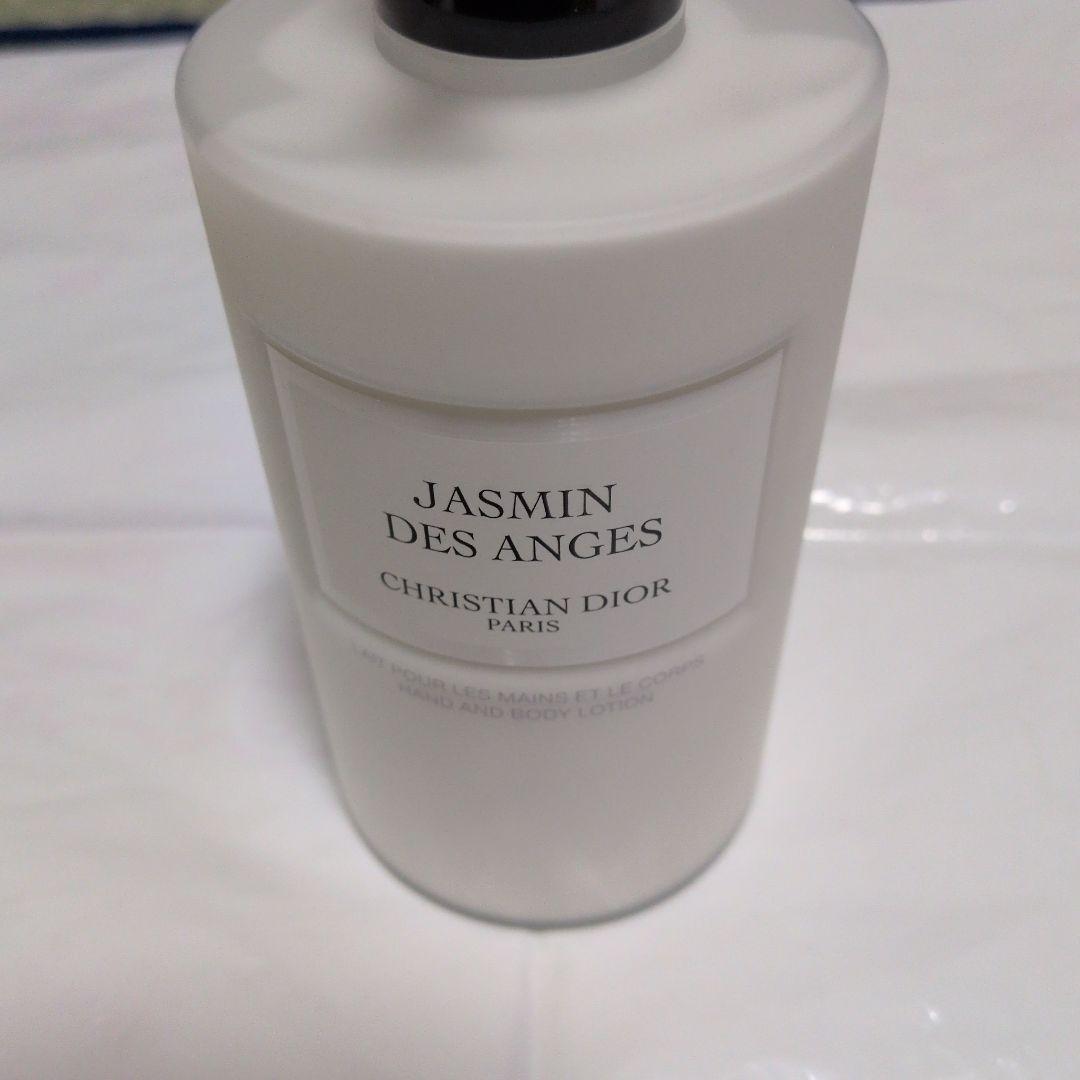 JASMIN
DES ANGES
CHRISTIAN DIOR
PARIS
LAIT POUR LES MAINS ET LE CORPS
HAND AND BODY LOTION